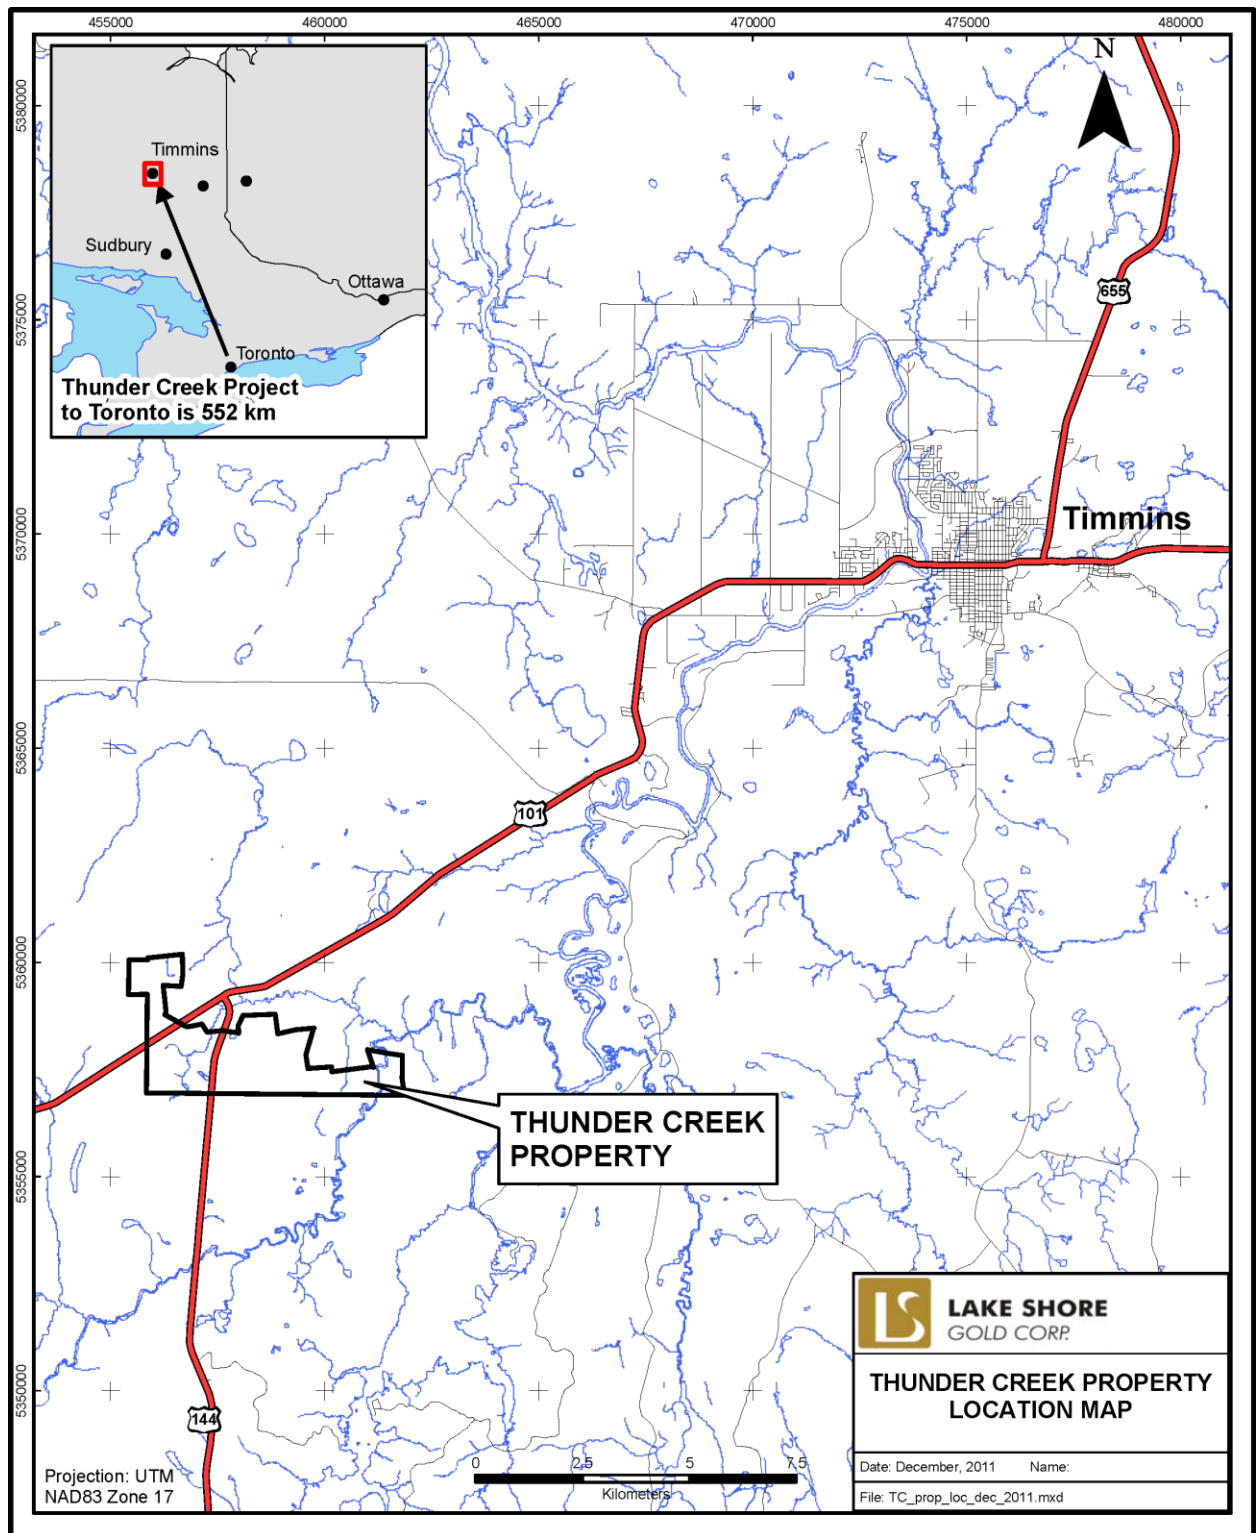 455000
460000
465000
470000
475000
480000
N
5380000
5375000
5370000
5365000
5360000
5355000
5350000
Timmins
Sudbury
Ottawa
Toronto
Thunder Creek Project
to Toronto is 552 km
655
Timmins
101
THUNDER CREEK
PROPERTY
144
LS
LAKE SHORE
GOLD CORP.
THUNDER CREEK PROPERTY
LOCATION MAP
Date: December, 2011 Name:
File: TC_prop_loc_dec_2011.mxd
Projection: UTM
NAD83 Zone 17
0 2.5 5 7.5
Kilometers